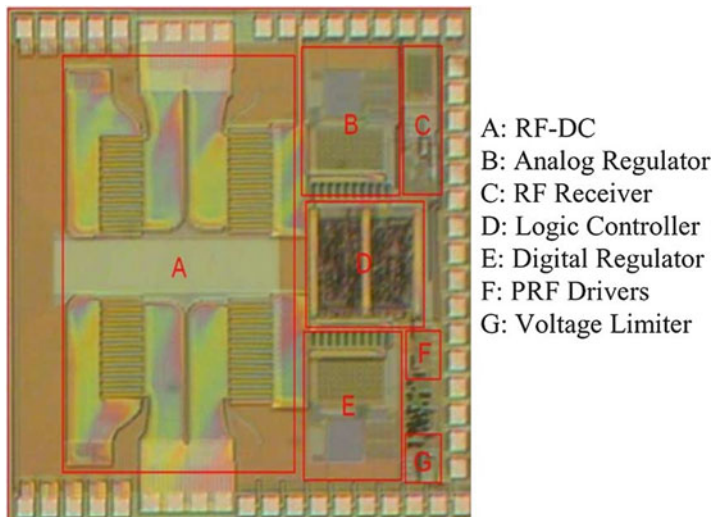 A
B
C
D
E
F
G
A: RF-DC
B: Analog Regulator
C: RF Receiver
D: Logic Controller
E: Digital Regulator
F: PRF Drivers
G: Voltage Limiter